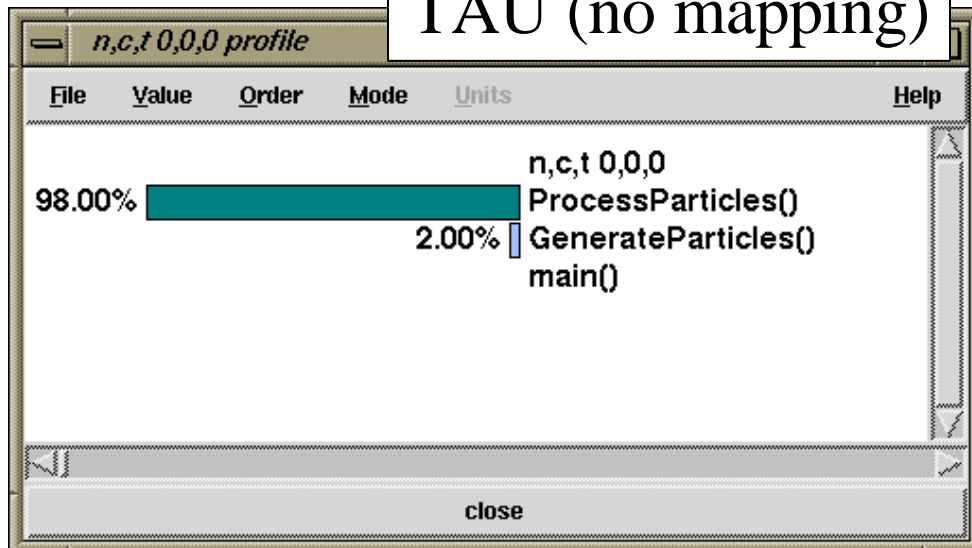 TAU (no mapping)
n,c,t 0,0,0 profile
File Value Order Mode Units Help
n,c,t 0,0,0
98.00% ProcessParticles()
2.00% GenerateParticles()
main()
close